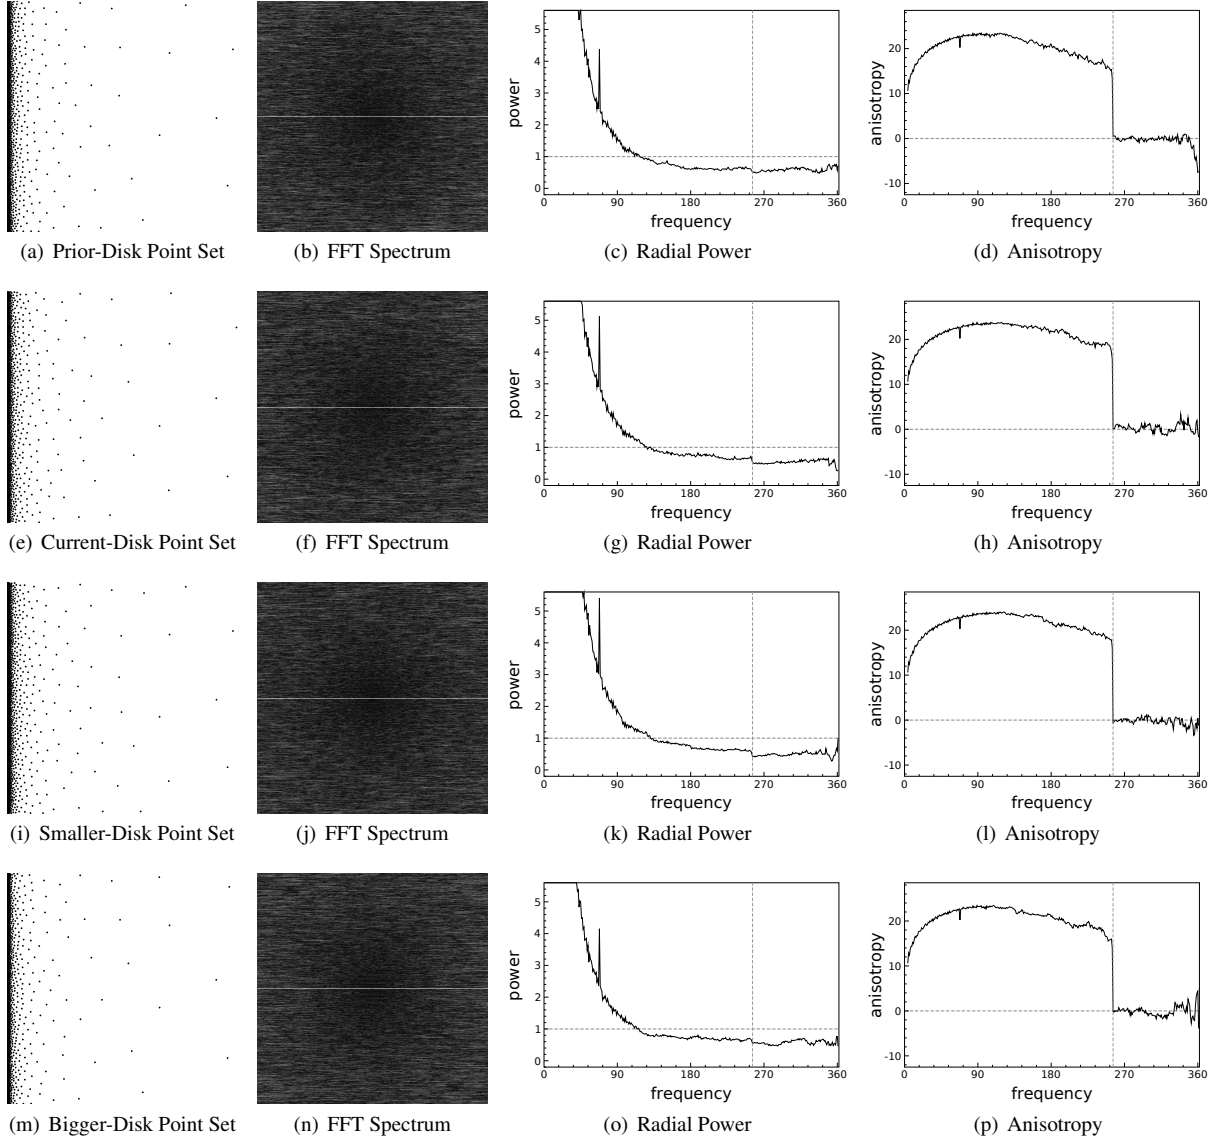 5
4
3
2
1
0
power
0 90 180 270 360
frequency
20
10
0
-10
anisotropy
0 90 180 270 360
frequency
(a) Prior-Disk Point Set (b) FFT Spectrum (c) Radial Power (d) Anisotropy
5
4
3
2
1
0
power
0 90 180 270 360
frequency
20
10
0
-10
anisotropy
0 90 180 270 360
frequency
(e) Current-Disk Point Set (f) FFT Spectrum (g) Radial Power (h) Anisotropy
5
4
3
2
1
0
power
0 90 180 270 360
frequency
20
10
0
-10
anisotropy
0 90 180 270 360
frequency
(i) Smaller-Disk Point Set (j) FFT Spectrum (k) Radial Power (l) Anisotropy
5
4
3
2
1
0
power
0 90 180 270 360
frequency
20
10
0
-10
anisotropy
0 90 180 270 360
frequency
(m) Bigger-Disk Point Set (n) FFT Spectrum (o) Radial Power (p) Anisotropy